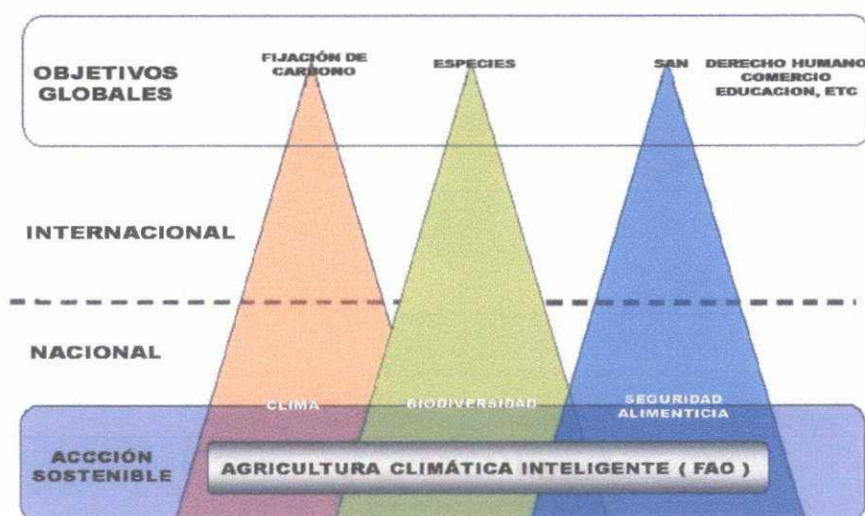 OBJETIVOS
GLOBALES
FIJACIÓN DE
CARBONO
ESPECIES
SAN
DERECHO HUMANO
COMERCIO
EDUCACION, ETC
INTERNACIONAL
NACIONAL
CLIMA
BIODIVERSIDAD
SEGURIDAD
ALIMENTICIA
ACCCIÓN
SOSTENIBLE
AGRICULTURA CLIMÁTICA INTELIGENTE ( FAO )